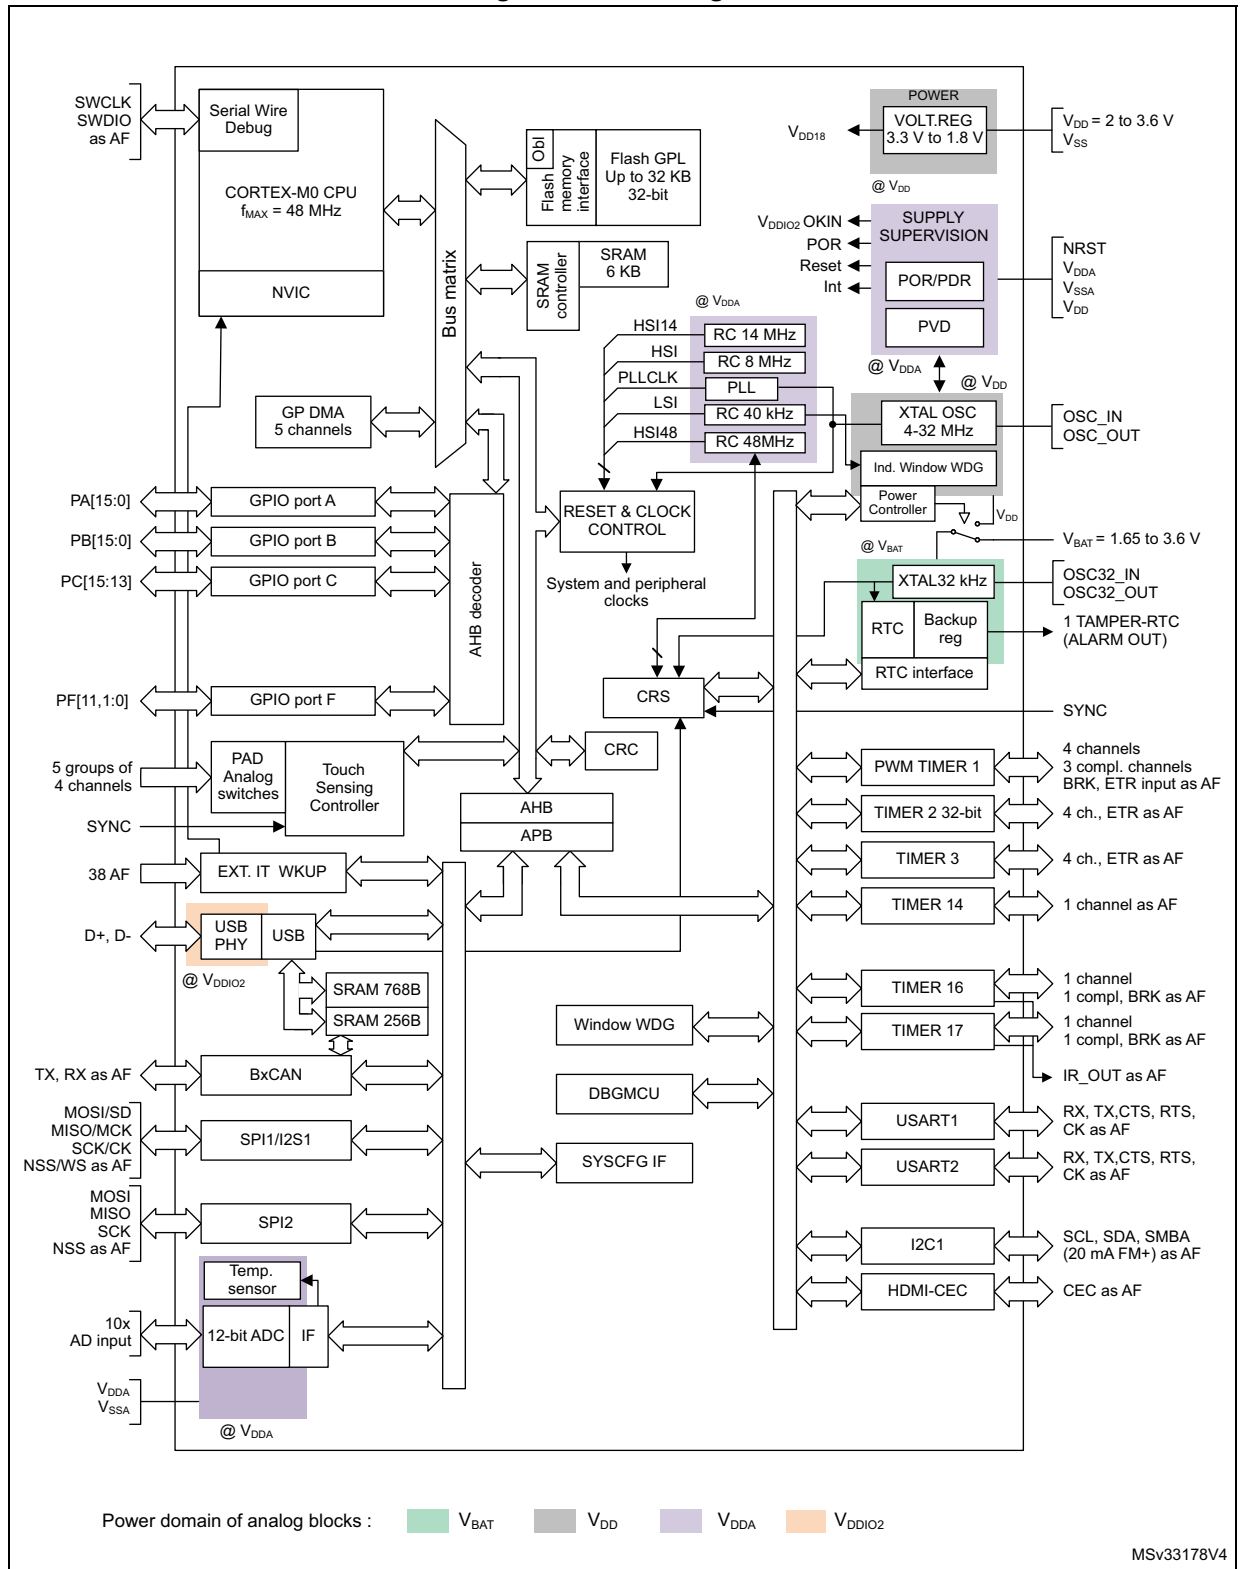 SWCLK
SWDIO
as AF
Serial Wire
Debug
CORTEX-M0 CPU
fMAX = 48 MHz
NVIC
Bus matrix
Obl
Flash
memory
interface
Flash GPL
Up to 32 KB
32-bit
SRAM
controller
SRAM
6 KB
POWER
VOLT.REG
3.3 V to 1.8 V
VDD18
VDD = 2 to 3.6 V
VSS
@ VDD
VDDIO2 OKIN
POR
Reset
Int
SUPPLY
SUPERVISION
POR/PDR
PVD
NRST
VDDA
VSSA
VDD
@ VDDA
@ VDDA
@ VDD
HSI14
HSI
PLLCLK
LSI
HSI48
RC 14 MHz
RC 8 MHz
PLL
RC 40 kHz
RC 48MHz
XTAL OSC
4-32 MHz
OSC_IN
OSC_OUT
Ind. Window WDG
Power
Controller
VDD
VBAT = 1.65 to 3.6 V
@ VBAT
XTAL32 kHz
OSC32_IN
OSC32_OUT
RTC
Backup
reg
RTC interface
1 TAMPER-RTC
(ALARM OUT)
GP DMA
5 channels
RESET & CLOCK
CONTROL
System and peripheral
clocks
PA[15:0]
GPIO port A
PB[15:0]
GPIO port B
PC[15:13]
GPIO port C
PF[11,1:0]
GPIO port F
AHB decoder
CRS
SYNC
5 groups of
4 channels
PAD
Analog
switches
Touch
Sensing
Controller
SYNC
CRC
AHB
APB
38 AF
EXT. IT WKUP
D+, D-
USB
PHY
USB
@ VDDIO2
SRAM 768B
SRAM 256B
TX, RX as AF
BxCAN
MOSI/SD
MISO/MCK
SCK/CK
NSS/WS as AF
SPI1/I2S1
MOSI
MISO
SCK
NSS as AF
SPI2
Temp.
sensor
10x
AD input
12-bit ADC
IF
VDDA
VSSA
@ VDDA
Window WDG
DBGMCU
SYSCFG IF
PWM TIMER 1
4 channels
3 compl. channels
BRK, ETR input as AF
TIMER 2 32-bit
4 ch., ETR as AF
TIMER 3
4 ch., ETR as AF
TIMER 14
1 channel as AF
TIMER 16
1 channel
1 compl, BRK as AF
TIMER 17
1 channel
1 compl, BRK as AF
IR_OUT as AF
USART1
RX, TX,CTS, RTS,
CK as AF
USART2
RX, TX,CTS, RTS,
CK as AF
I2C1
SCL, SDA, SMBA
(20 mA FM+) as AF
HDMI-CEC
CEC as AF
Power domain of analog blocks :
VBAT
VDD
VDDA
VDDIO2
MSv33178V4